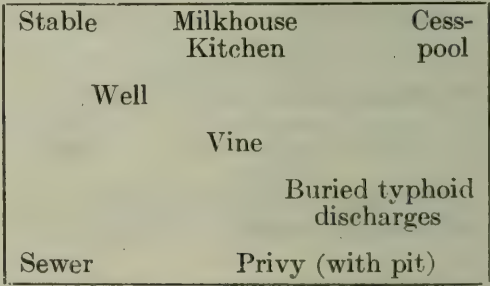 Stable Milkhouse Cess-
Kitchen pool
Well
Vine
Buried typhoid
discharges
Sewer Privy (with pit)